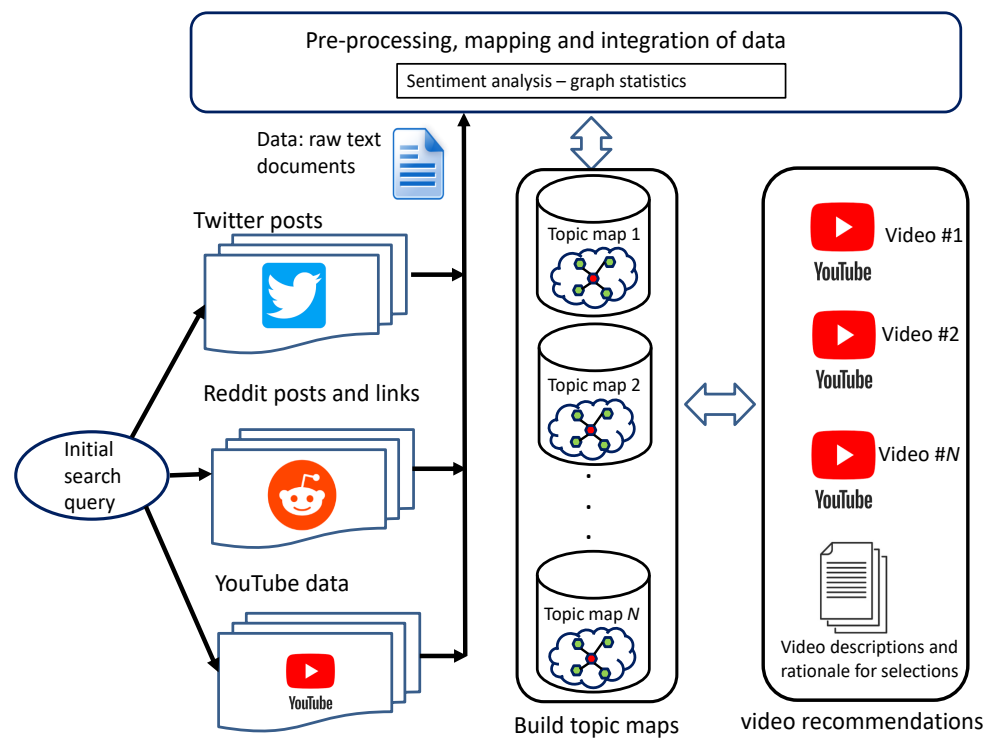 Pre-processing, mapping and integration of data
Sentiment analysis – graph statistics
Data: raw text
documents
Twitter posts
Reddit posts and links
Initial
search
query
YouTube data
YouTube
Topic map 1
Topic map 2
.
.
.
Topic map N
Build topic maps
Video #1
YouTube
Video #2
YouTube
Video #N
YouTube
Video descriptions and
rationale for selections
video recommendations